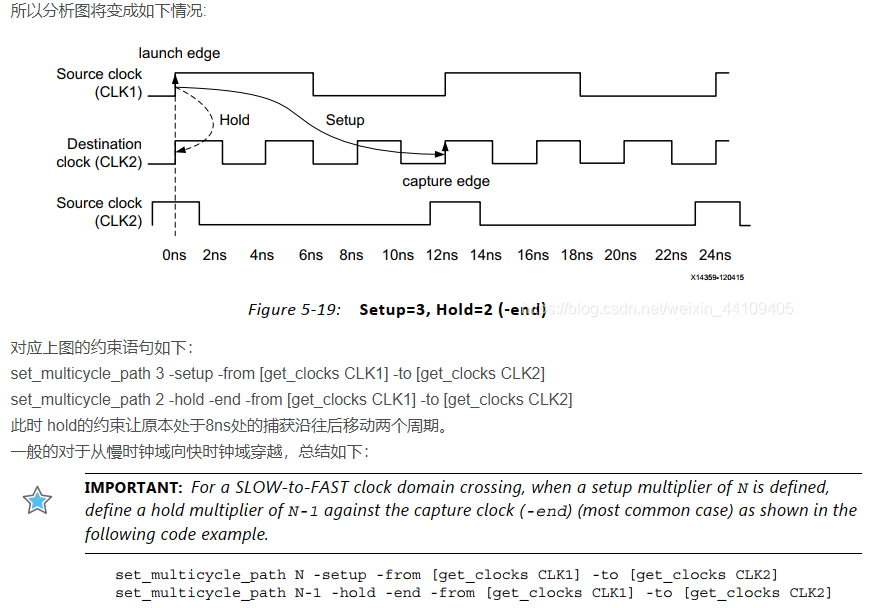 所以分析图将变成如下情况:
launch edge
Source clock
(CLK1)
Hold
Setup
Destination
clock (CLK2)
capture edge
Source clock
(CLK2)
0ns 2ns 4ns 6ns 8ns 10ns 12ns 14ns 16ns 18ns 20ns 22ns 24ns
X14359-120415
Figure 5-19: Setup=3, Hold=2 (-end)
https://blog.csdn.net/weixin_44109405
对应上图的约束语句如下：
set_multicycle_path 3 -setup -from [get_clocks CLK1] -to [get_clocks CLK2]
set_multicycle_path 2 -hold -end -from [get_clocks CLK1] -to [get_clocks CLK2]
此时 hold的约束让原本处于8ns处的捕获沿往后移动两个周期。
一般的对于从慢时钟域向快时钟域穿越，总结如下：
IMPORTANT: For a SLOW-to-FAST clock domain crossing, when a setup multiplier of N is defined,
define a hold multiplier of N-1 against the capture clock (-end) (most common case) as shown in the
following code example.
set_multicycle_path N -setup -from [get_clocks CLK1] -to [get_clocks CLK2]
set_multicycle_path N-1 -hold -end -from [get_clocks CLK1] -to [get_clocks CLK2]